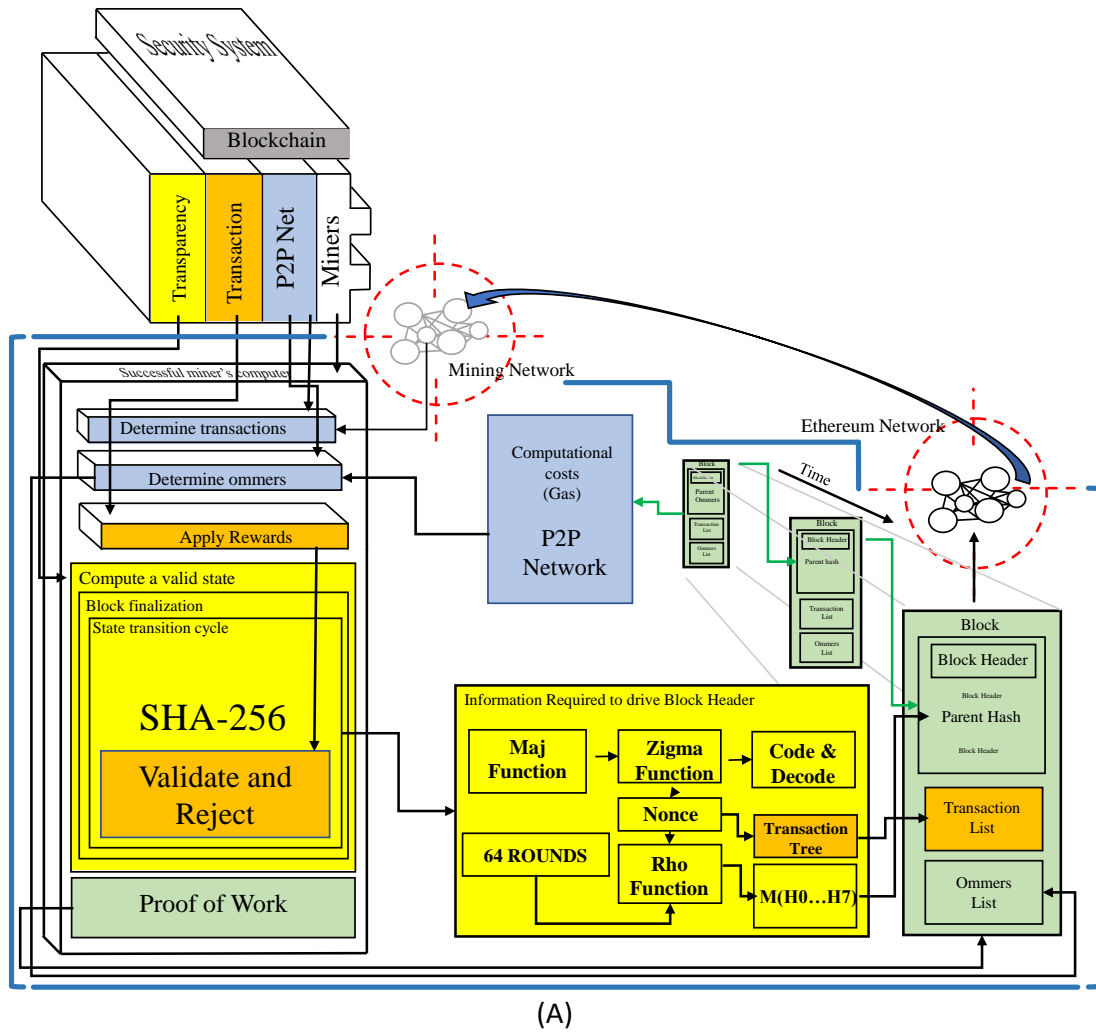 Security System
Blockchain
Transparency
Transaction
P2P Net
Miners
Mining Network
Ethereum Network
Successful miner's computer
Determine transactions
Determine ommers
Apply Rewards
Compute a valid state
Block finalization
State transition cycle
SHA-256
Validate and
Reject
Proof of Work
Computational
costs
(Gas)
P2P
Network
Block
Parent
Ommers
Transaction
List
Ommers
List
Time
Block
Block Header
Parent hash
Transaction
List
Ommers
List
Block
Block Header
Block Header
Parent Hash
Block Header
Transaction
List
Ommers
List
Information Required to drive Block Header
Maj
Function
Zigma
Function
Code &
Decode
Nonce
Transaction
Tree
64 ROUNDS
Rho
Function
M(H0…H7)
(A)